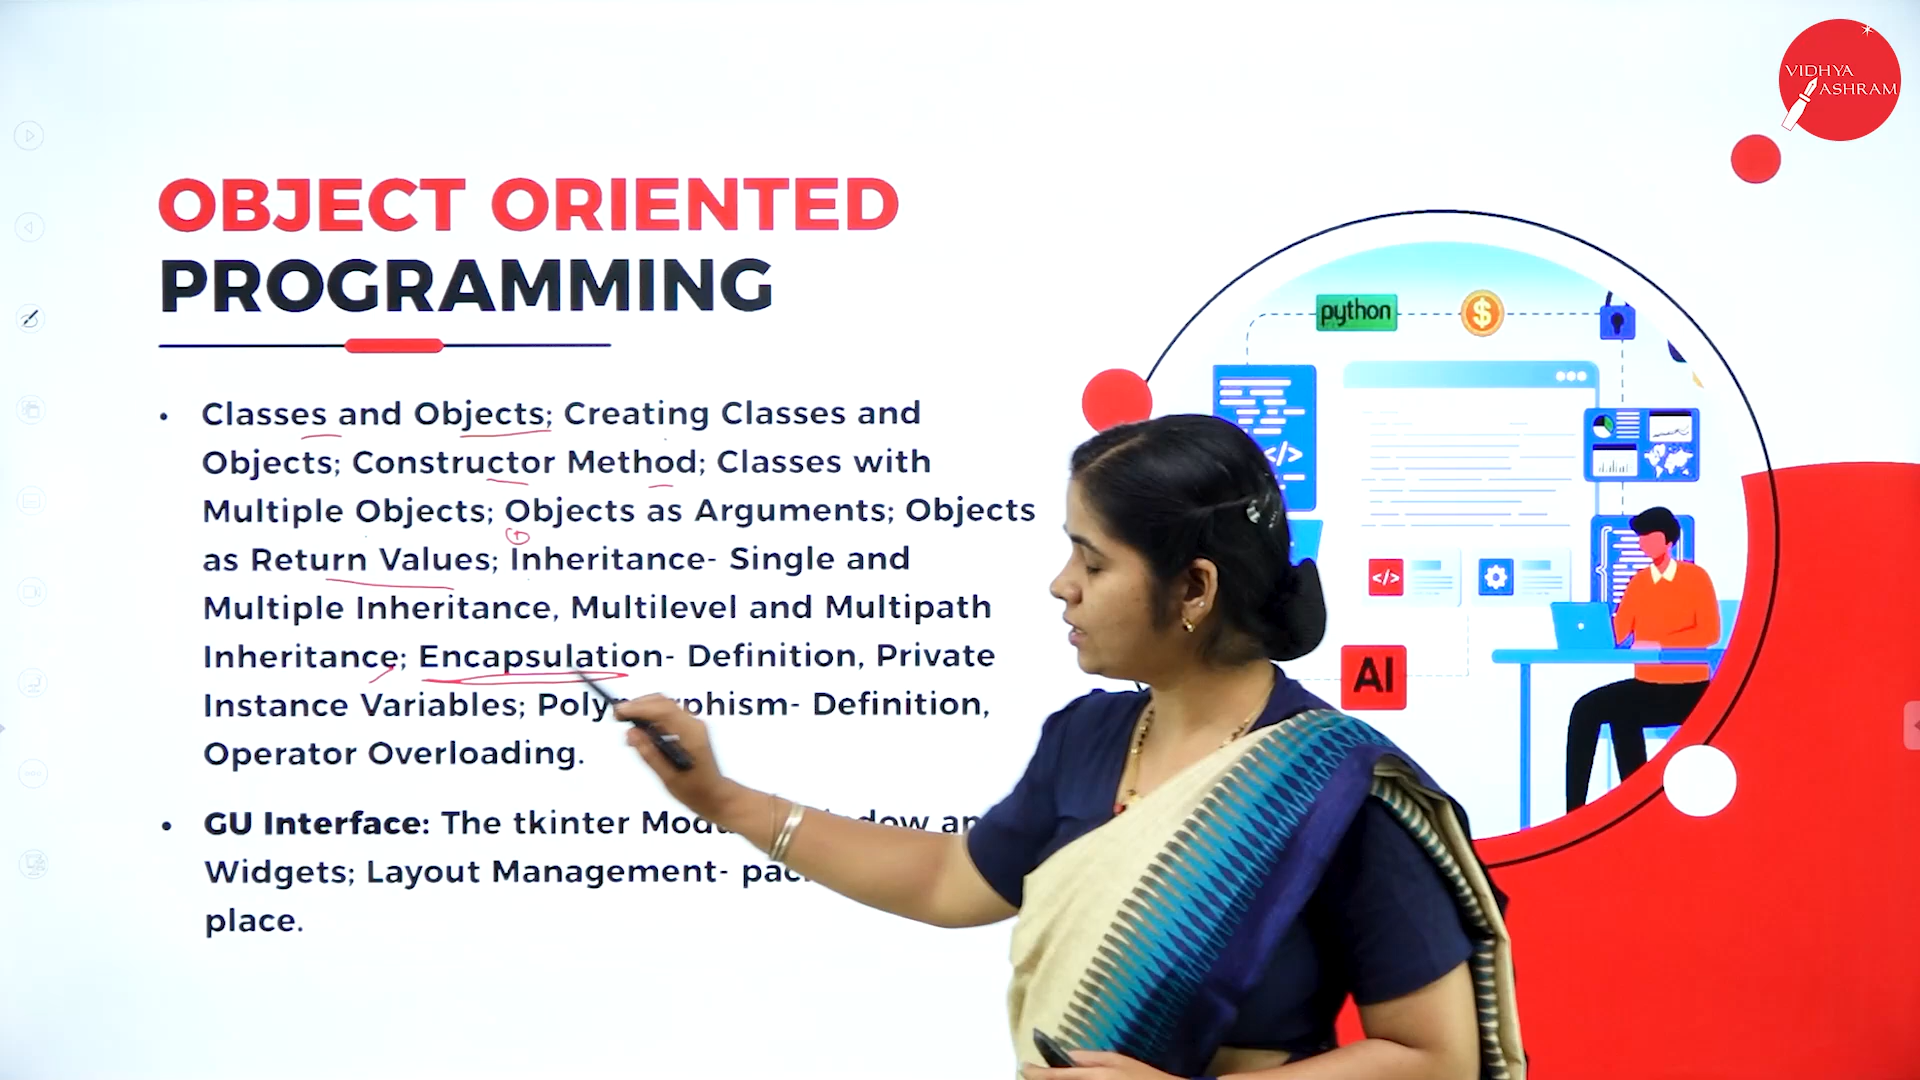 VIDHYA
ASHRAM
OBJECT ORIENTED
PROGRAMMING
python
$
• Classes and Objects; Creating Classes and
Objects; Constructor Method; Classes with
Multiple Objects; Objects as Arguments; Objects
as Return Values; Inheritance- Single and
Multiple Inheritance, Multilevel and Multipath
Inheritance; Encapsulation- Definition, Private
Instance Variables; Definition,
Operator Overloading.
• GU Interface: The tkinter
Widgets; Layout Management-
place.
</>
</>
AI